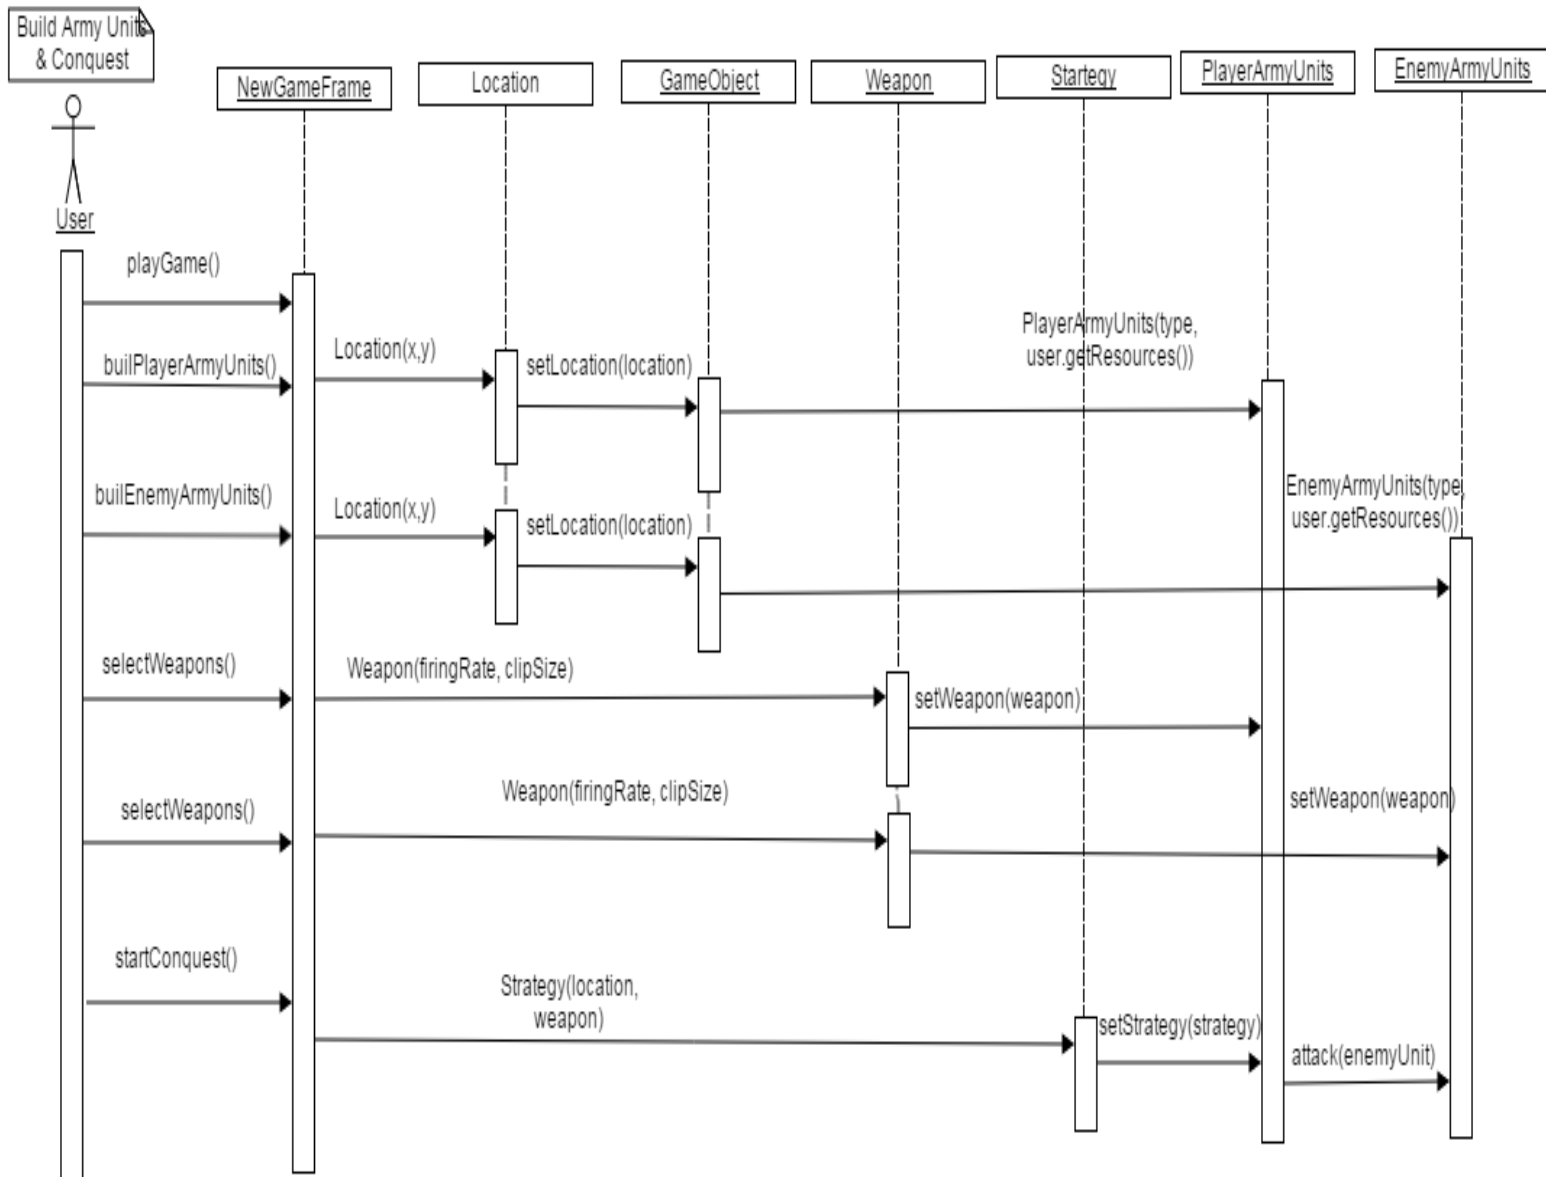 Build Army Units
& Conquest
NewGameFrame
Location
GameObject
Weapon
Startegy
PlayerArmyUnits
EnemyArmyUnits
User
playGame()
PlayerArmyUnits(type,
user.getResources())
builPlayerArmyUnits()
Location(x,y)
setLocation(location)
EnemyArmyUnits(type,
user.getResources())
builEnemyArmyUnits()
Location(x,y)
setLocation(location)
selectWeapons()
Weapon(firingRate, clipSize)
setWeapon(weapon)
selectWeapons()
Weapon(firingRate, clipSize)
setWeapon(weapon)
startConquest()
Strategy(location,
weapon)
setStrategy(strategy)
attack(enemyUnit)